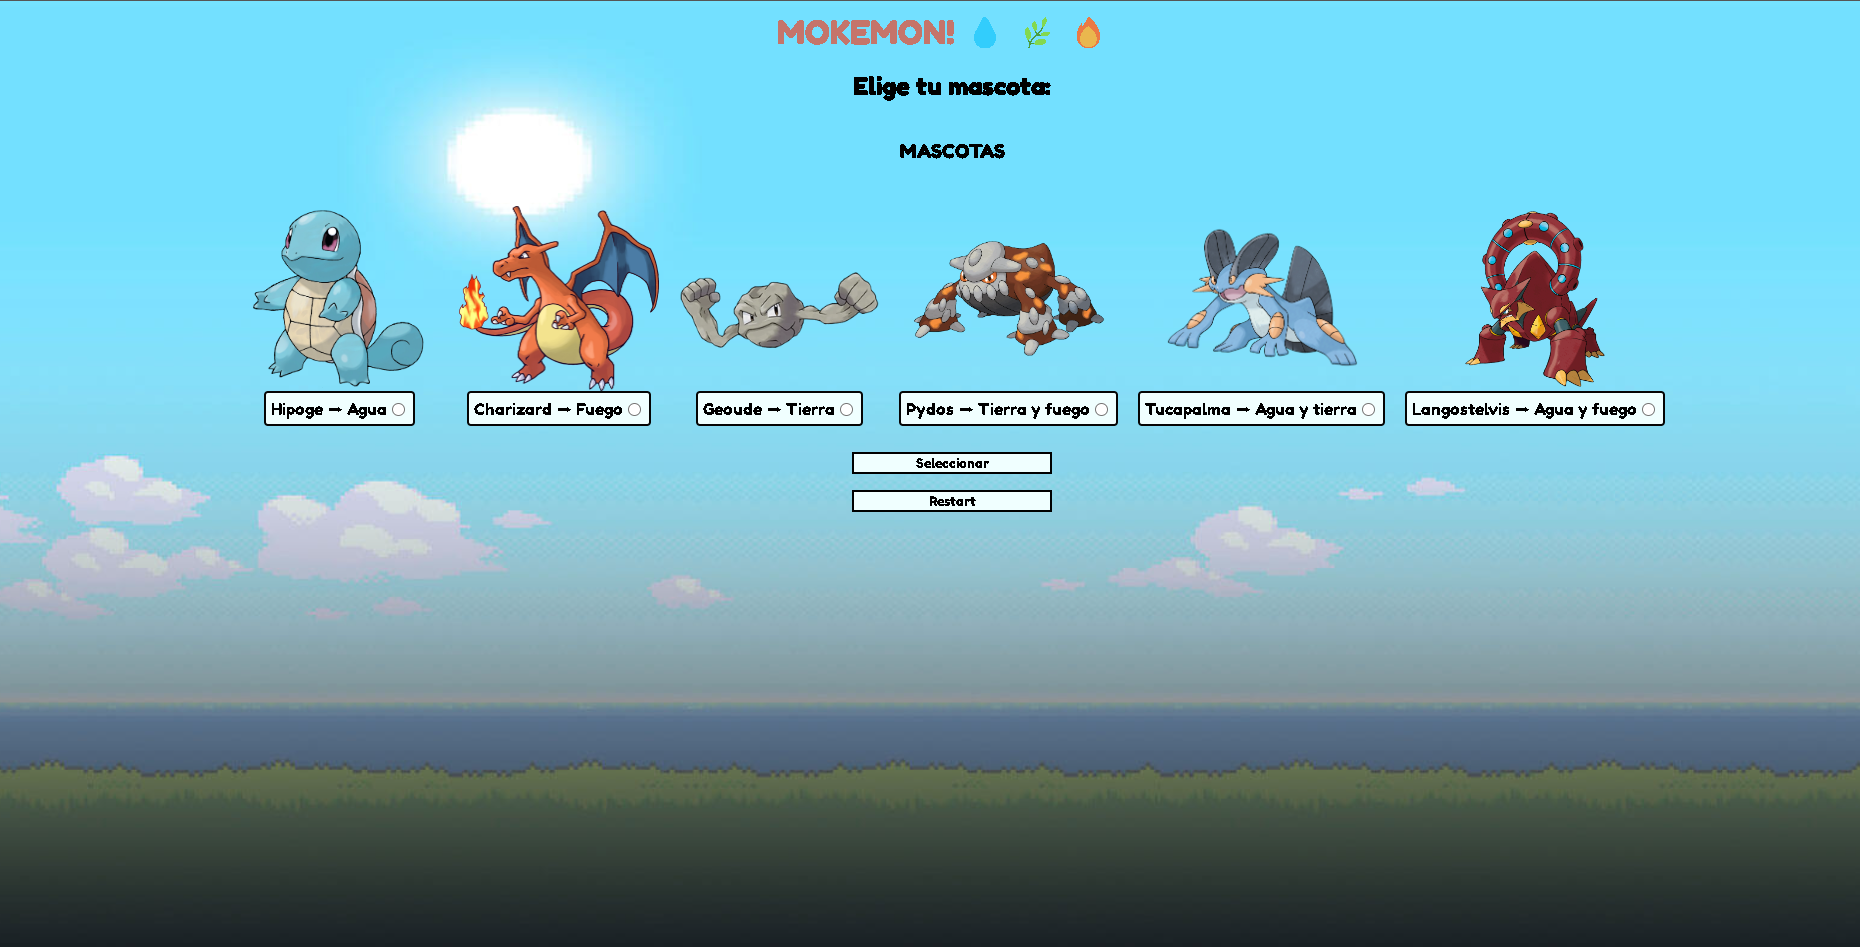 MOKEMON! 💧 🌿 🔥
Elige tu mascota:
MASCOTAS
Hipoge → Agua
Charizard → Fuego
Geoude → Tierra
Pydos → Tierra y fuego
Tucapalma → Agua y tierra
Langostelvis → Agua y fuego
Seleccionar
Restart